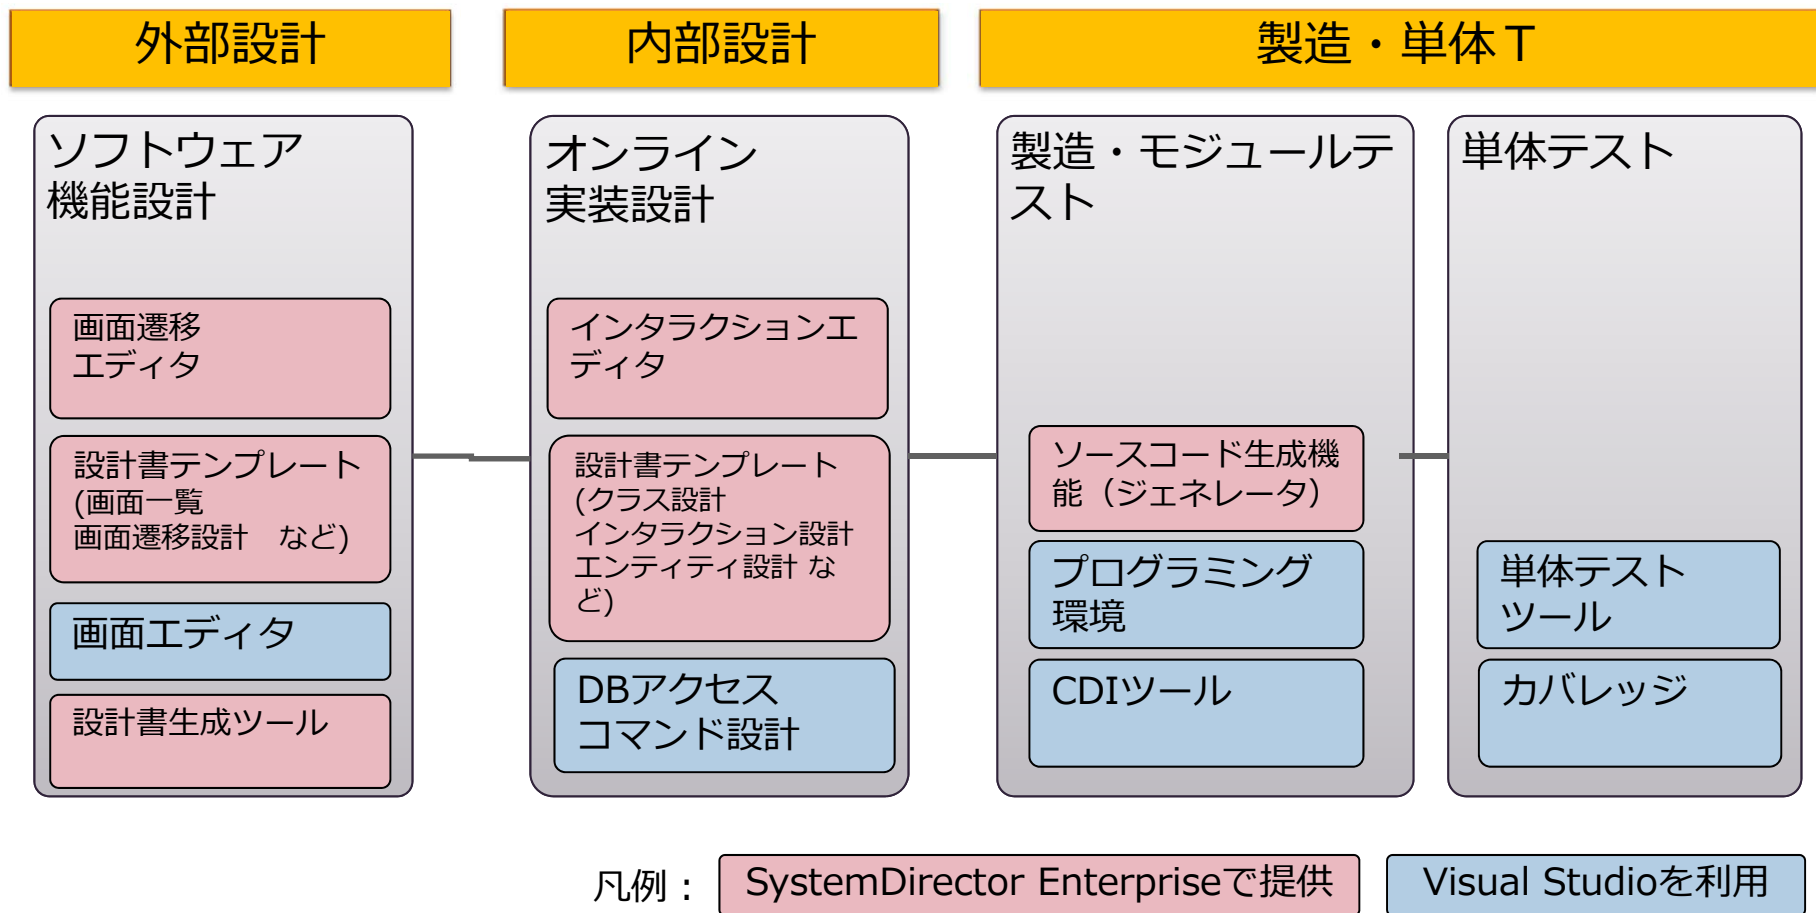 外部設計
内部設計
製造・単体T
ソフトウェア
機能設計
画面遷移
エディタ
設計書テンプレート
(画面一覧
画面遷移設計　など)
画面エディタ
設計書生成ツール
オンライン
実装設計
インタラクションエ
ディタ
設計書テンプレート
(クラス設計
インタラクション設計
エンティティ設計 な
ど)
DBアクセス
コマンド設計
製造・モジュールテ
スト
ソースコード生成機
能（ジェネレータ）
プログラミング
環境
CDIツール
単体テスト
単体テスト
ツール
カバレッジ
凡例：
SystemDirector Enterpriseで提供
Visual Studioを利用